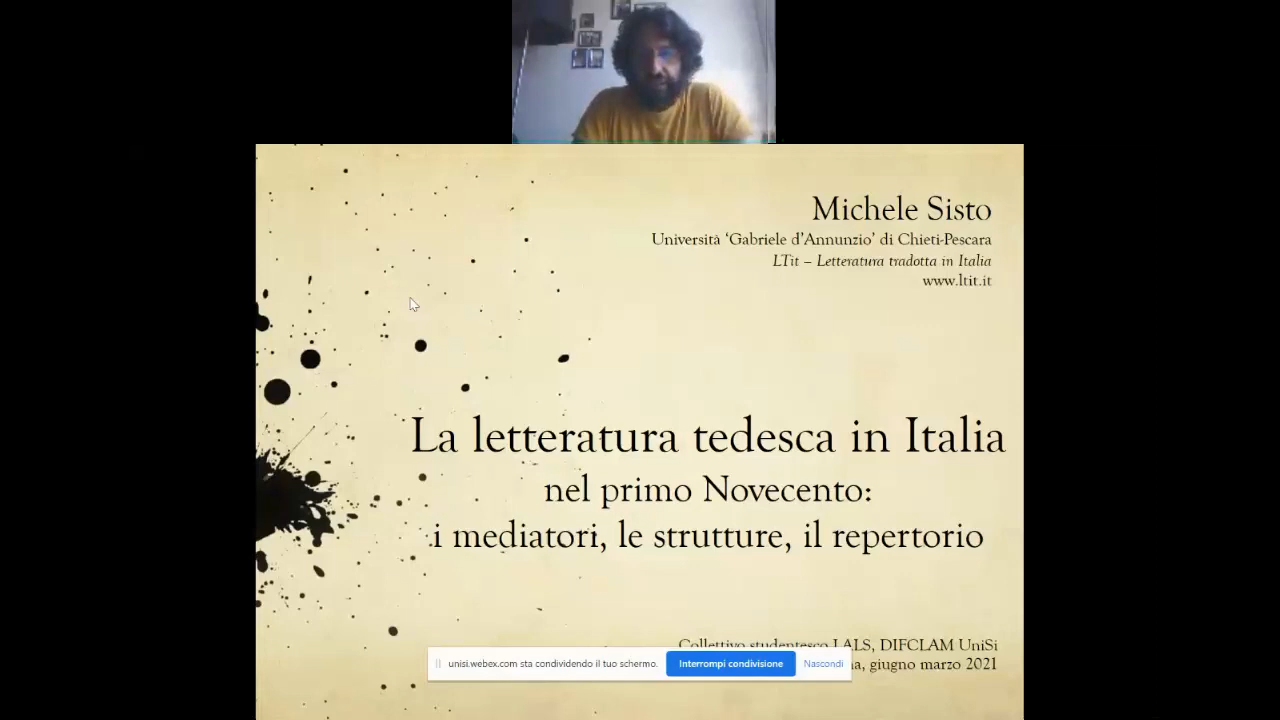 Michele Sisto
Università ‘Gabriele d’Annunzio’ di Chieti-Pescara
LTit – Letteratura tradotta in Italia
www.ltit.it
La letteratura tedesca in Italia
nel primo Novecento:
i mediatori, le strutture, il repertorio
Collettivo studentesco LALS, DIFCLAM UniSi
giugno marzo 2021
unisi.webex.com sta condividendo il tuo schermo.
Interrompi condivisione
Nascondi